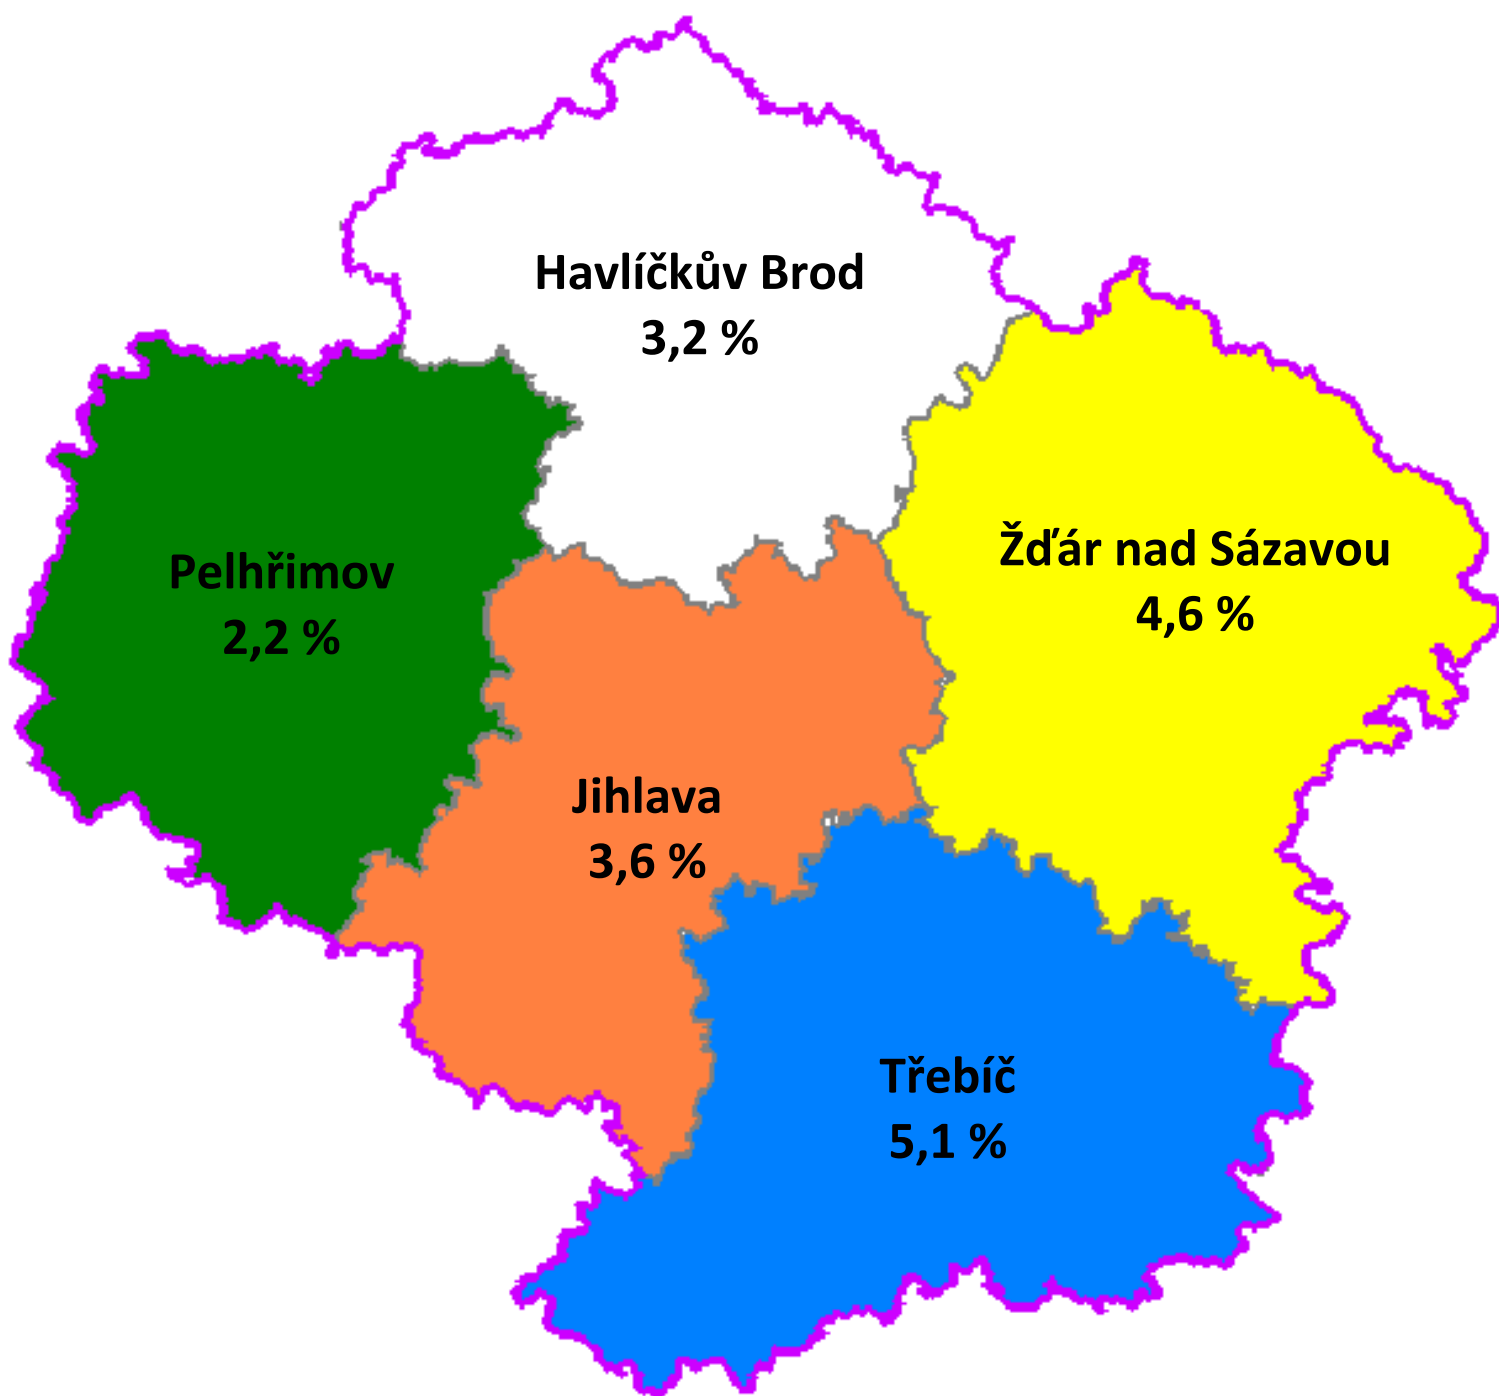 Havlíčkův Brod
3,2 %
Žďár nad Sázavou
4,6 %
Pelhřimov
2,2 %
Jihlava
3,6 %
Třebíč
5,1 %